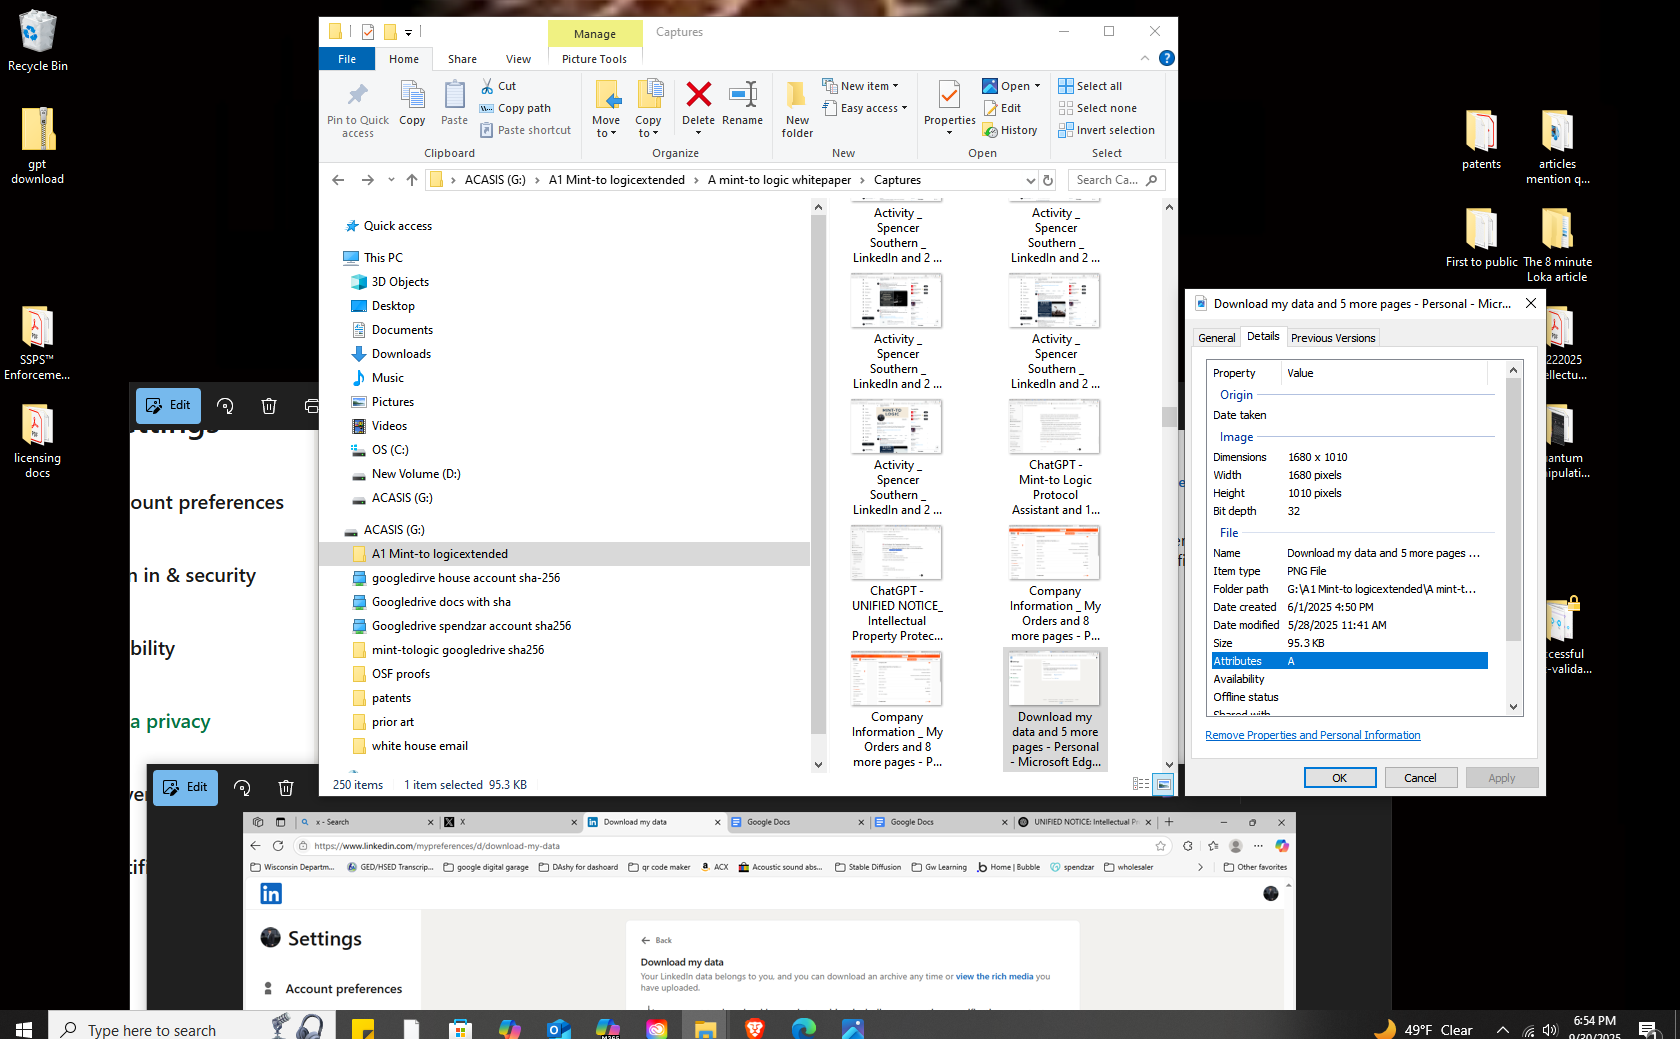 Recycle Bin
gpt
download
SSPS™
Enforceme...
licensing
docs
patents
articles
mention q...
First to public
The 8 minute
Loka article
222025
ellectu...
antum
ipulati...
ccessful
-valida...
Manage
Captures
File
Home
Share
View
Picture Tools
Pin to Quick
access
Copy
Paste
Cut
Copy path
Paste shortcut
Clipboard
Move
to
Copy
to
Delete
Rename
Organize
New
folder
New item
Easy access
New
Properties
Open
Edit
History
Open
Select all
Select none
Invert selection
Select
ACASIS (G:) > A1 Mint-to logicextended > A mint-to logic whitepaper > Captures
Search Ca...
Quick access
This PC
3D Objects
Desktop
Documents
Downloads
Music
Pictures
Videos
OS (C:)
New Volume (D:)
ACASIS (G:)
ACASIS (G:)
A1 Mint-to logicextended
googledirve house account sha-256
Googledrive docs with sha
Googledrive spendzar account sha256
mint-tologic googledrive sha256
OSF proofs
patents
prior art
white house email
Activity _
Spencer
Southern _
LinkedIn and 2 ...
Activity _
Spencer
Southern _
LinkedIn and 2 ...
Activity _
Spencer
Southern _
LinkedIn and 2 ...
Activity _
Spencer
Southern _
LinkedIn and 2 ...
MINT-TO
LOGIC
Activity _
Spencer
Southern _
LinkedIn and 2 ...
ChatGPT -
Mint-to Logic
Protocol
Assistant and 1...
ChatGPT -
UNIFIED NOTICE_
Intellectual
Property Protec...
Company
Information _ My
Orders and 8
more pages - P...
Company
Information _ My
Orders and 8
more pages - P...
Download my
data and 5 more
pages - Personal
- Microsoft Edg...
250 items
1 item selected 95.3 KB
Download my data and 5 more pages - Personal - Micr...
General
Details
Previous Versions
Property Value
Origin
Date taken
Image
Dimensions 1680 x 1010
Width 1680 pixels
Height 1010 pixels
Bit depth 32
File
Name Download my data and 5 more pages ...
Item type PNG File
Folder path G:\A1 Mint-to logicextended\A mint-t...
Date created 6/1/2025 4:50 PM
Date modified 5/28/2025 11:41 AM
Size 95.3 KB
Attributes A
Availability
Offline status
Shared with
Remove Properties and Personal Information
OK
Cancel
Apply
Edit
ettings
ount preferences
n in & security
bility
a privacy
ver
tifi
Edit
x - Search
X
Download my data
Google Docs
Google Docs
UNIFIED NOTICE: Intellectual Pr
https://www.linkedin.com/mypreferences/d/download-my-data
Wisconsin Departm...
GED/HSED Transcrip...
google digital garage
DAshy for dashoard
qr code maker
ACX
Acoustic sound abs...
Stable Diffusion
Gw Learning
Home | Bubble
spendzar
wholesaler
Other favorites
in
Settings
Account preferences
Back
Download my data
Your LinkedIn data belongs to you, and you can download an archive any time or view the rich media you
have uploaded.
Type here to search
49°F Clear
6:54 PM
9/30/2025